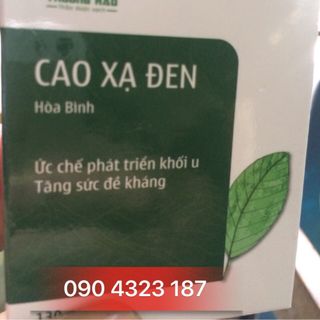 CAO XẠ ĐEN
Hòa Bình
Ức chế phát triển khối u
Tăng sức đề kháng
090 4323 187